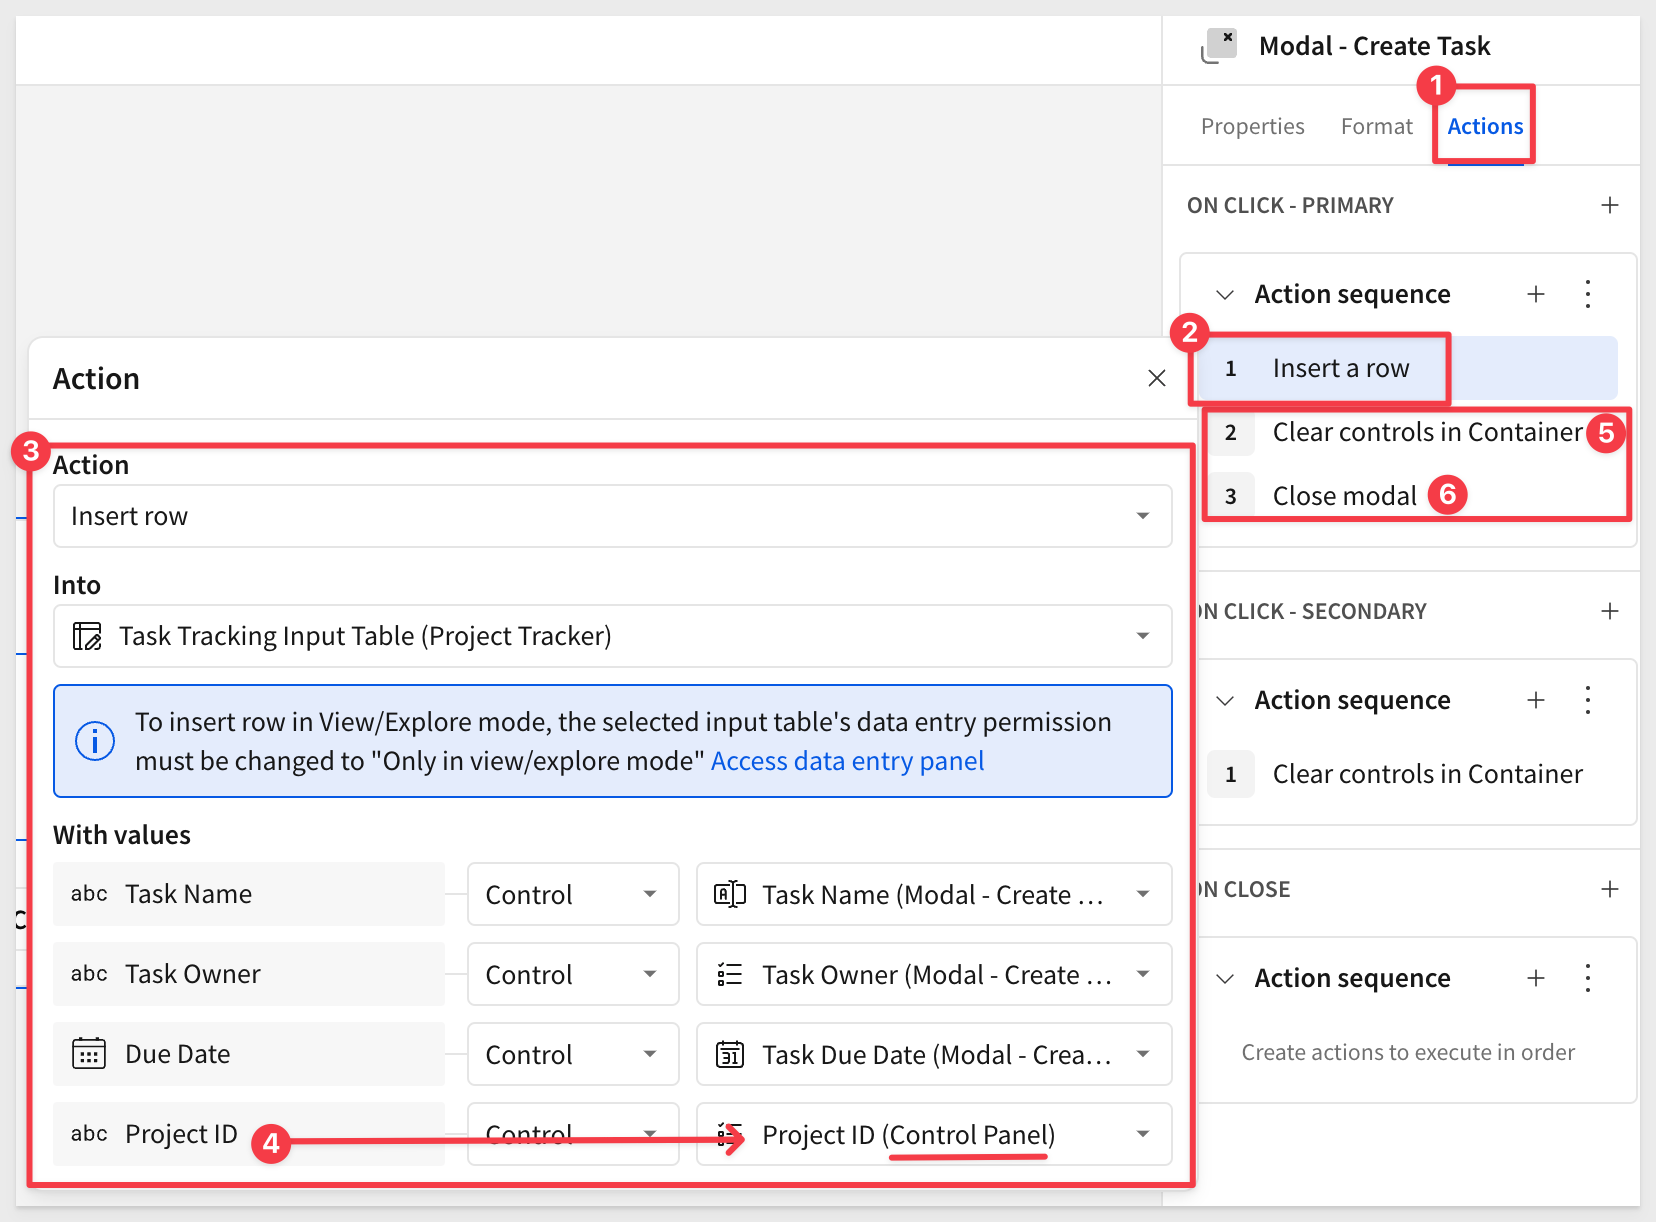 Modal - Create Task
1
Properties Format Actions
ON CLICK - PRIMARY
Action sequence
2
1 Insert a row
2 Clear controls in Container 5
3 Close modal 6
ON CLICK - SECONDARY
Action sequence
1 Clear controls in Container
ON CLOSE
Action sequence
Create actions to execute in order
Action
3
Action
Insert row
Into
Task Tracking Input Table (Project Tracker)
To insert row in View/Explore mode, the selected input table's data entry permission
must be changed to "Only in view/explore mode" Access data entry panel
With values
abc Task Name Control Task Name (Modal - Create ...
abc Task Owner Control Task Owner (Modal - Create ...
Due Date Control 31 Task Due Date (Modal - Crea...
abc Project ID 4 Control Project ID (Control Panel)